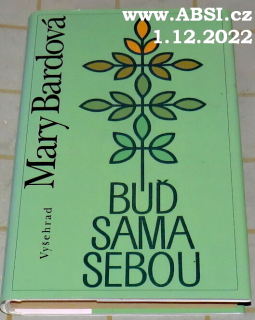 www.ABSI.cz
1.12.2022
Mary Bardová
Vyšehrad
BUĎ
SAMA
SEBOU